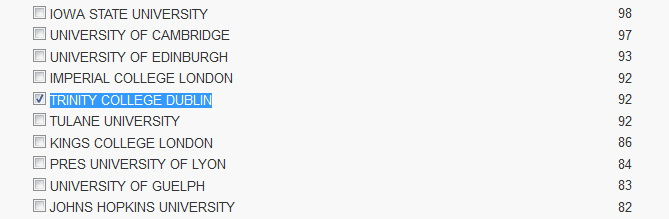 IOWA STATE UNIVERSITY 98
UNIVERSITY OF CAMBRIDGE 97
UNIVERSITY OF EDINBURGH 93
IMPERIAL COLLEGE LONDON 92
TRINITY COLLEGE DUBLIN 92
TULANE UNIVERSITY 92
KINGS COLLEGE LONDON 86
PRES UNIVERSITY OF LYON 84
UNIVERSITY OF GUELPH 83
JOHNS HOPKINS UNIVERSITY 82